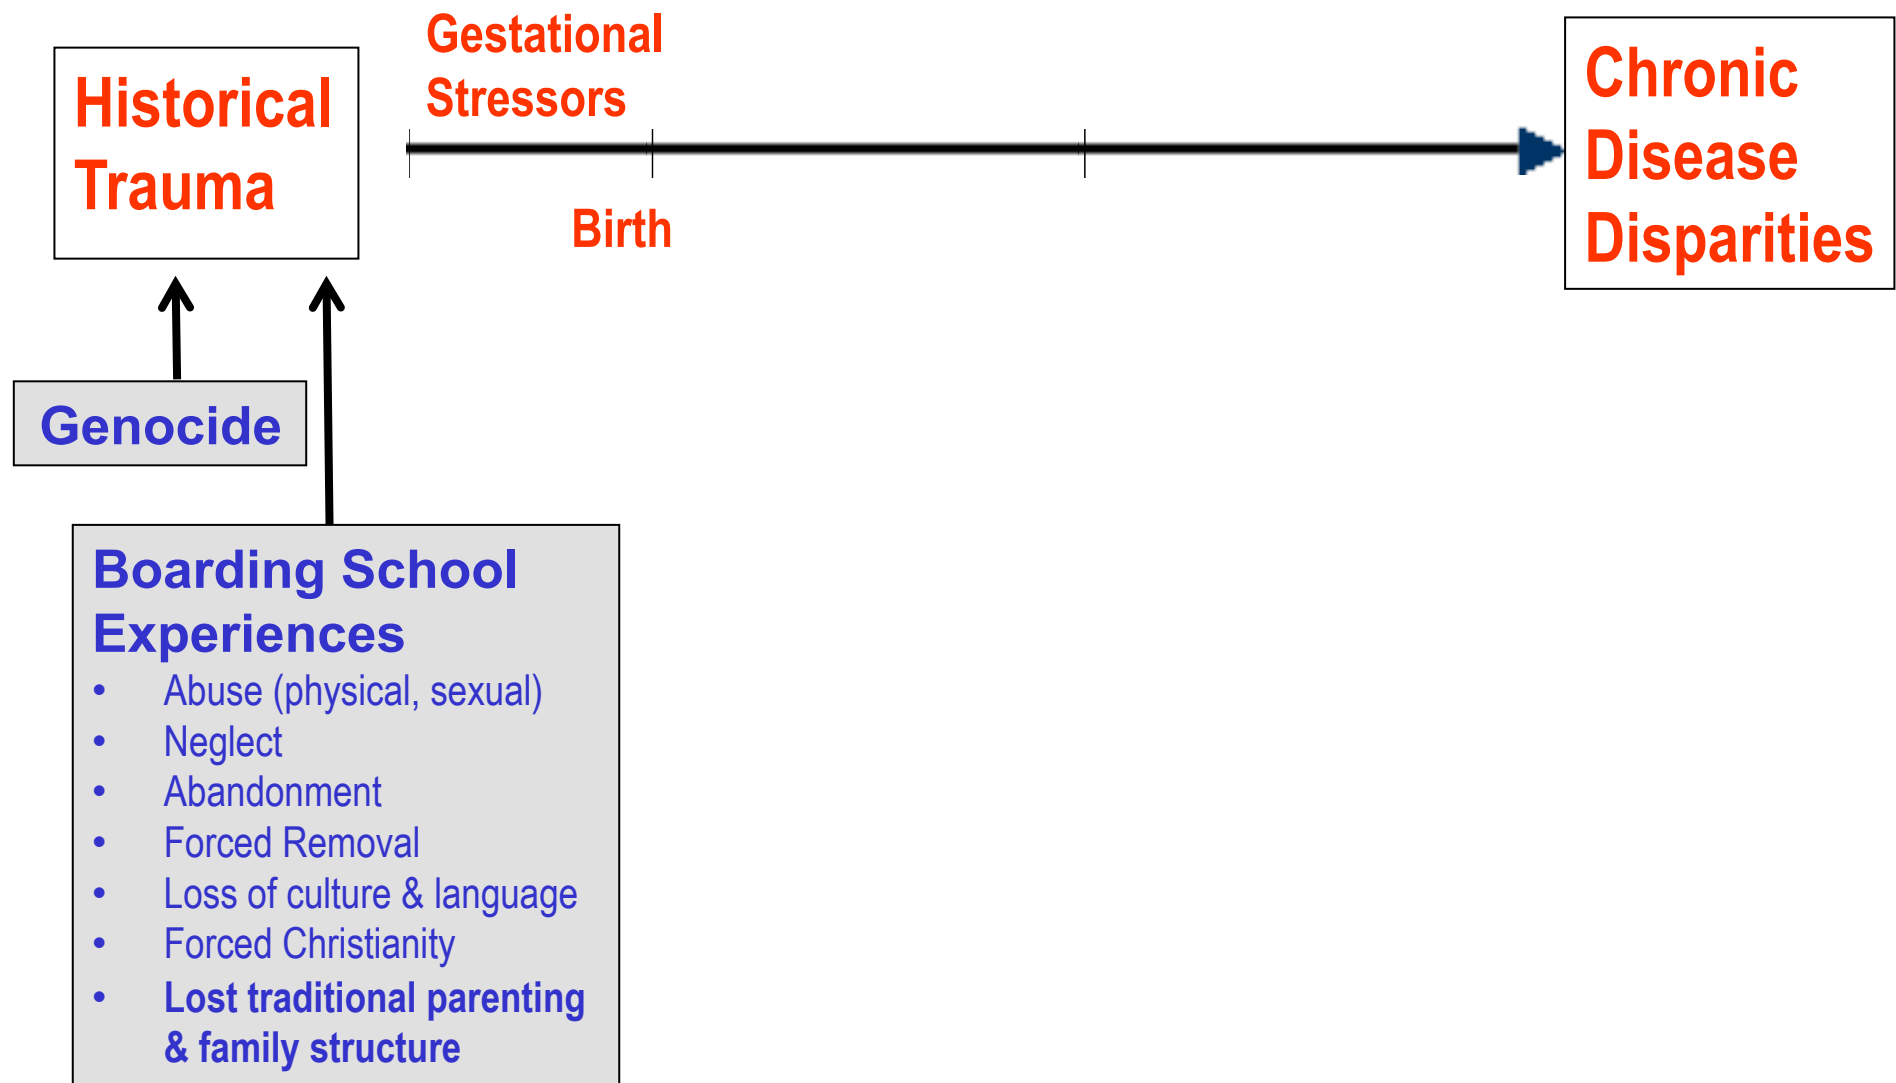 Historical
Trauma
Gestational
Stressors
Birth
Chronic
Disease
Disparities
Genocide
Boarding School
Experiences
• Abuse (physical, sexual)
• Neglect
• Abandonment
• Forced Removal
• Loss of culture & language
• Forced Christianity
• Lost traditional parenting
& family structure